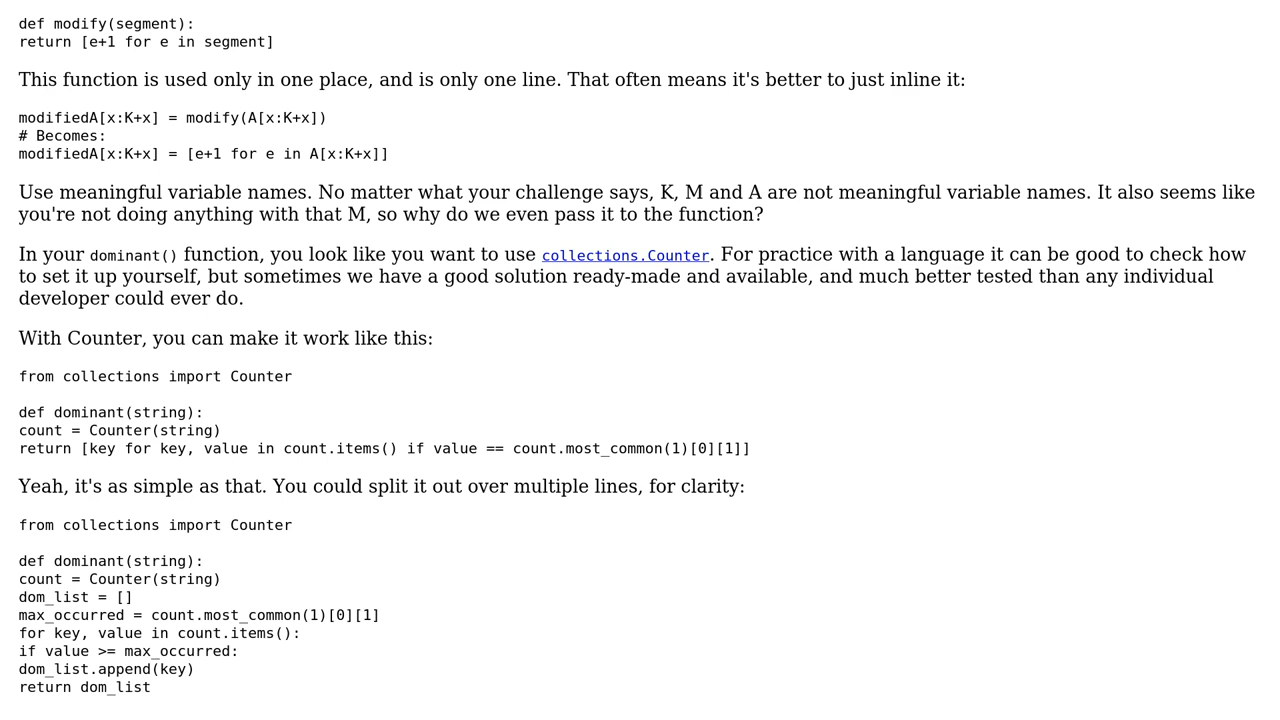 def modify(segment):
return [e+1 for e in segment]
This function is used only in one place, and is only one line. That often means it's better to just inline it:
modifiedA[x:K+x] = modify(A[x:K+x])
# Becomes:
modifiedA[x:K+x] = [e+1 for e in A[x:K+x]]
Use meaningful variable names. No matter what your challenge says, K, M and A are not meaningful variable names. It also seems like
you're not doing anything with that M, so why do we even pass it to the function?
In your dominant() function, you look like you want to use collections.Counter. For practice with a language it can be good to check how
to set it up yourself, but sometimes we have a good solution ready-made and available, and much better tested than any individual
developer could ever do.
With Counter, you can make it work like this:
from collections import Counter
def dominant(string):
count = Counter(string)
return [key for key, value in count.items() if value == count.most_common(1)[0][1]]
Yeah, it's as simple as that. You could split it out over multiple lines, for clarity:
from collections import Counter
def dominant(string):
count = Counter(string)
dom_list = []
max_occurred = count.most_common(1)[0][1]
for key, value in count.items():
if value >= max_occurred:
dom_list.append(key)
return dom_list